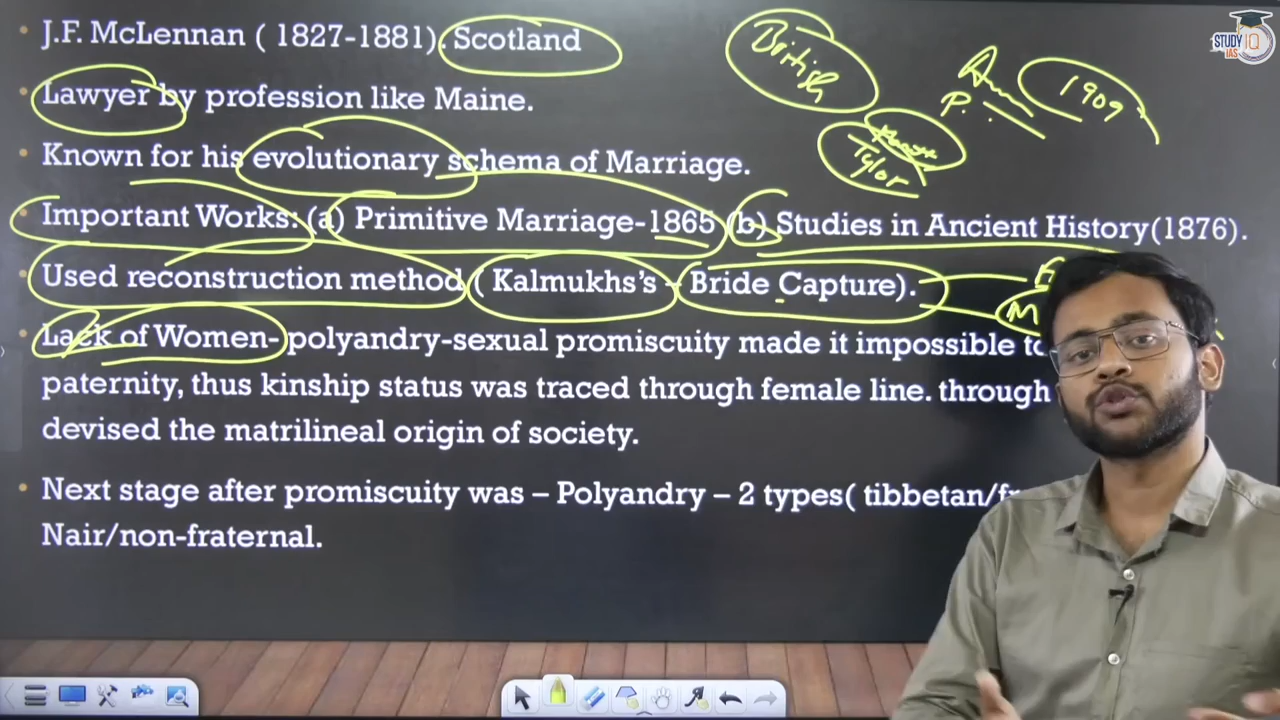 • J.F. McLennan ( 1827-1881). Scotland
• Lawyer by profession like Maine.
• Known for his evolutionary schema of Marriage.
• Important Works: (a) Primitive Marriage-1865 (b) Studies in Ancient History(1876).
• Used reconstruction method ( Kalmukhs's – Bride Capture).
• Lack of Women- polyandry-sexual promiscuity made it impossible
paternity, thus kinship status was traced through female line. through
devised the matrilineal origin of society.
• Next stage after promiscuity was – Polyandry – 2 types( tibbetan/
Nair/non-fraternal.
British
1909
P.
Tylor
M
STUDY IQ
IAS